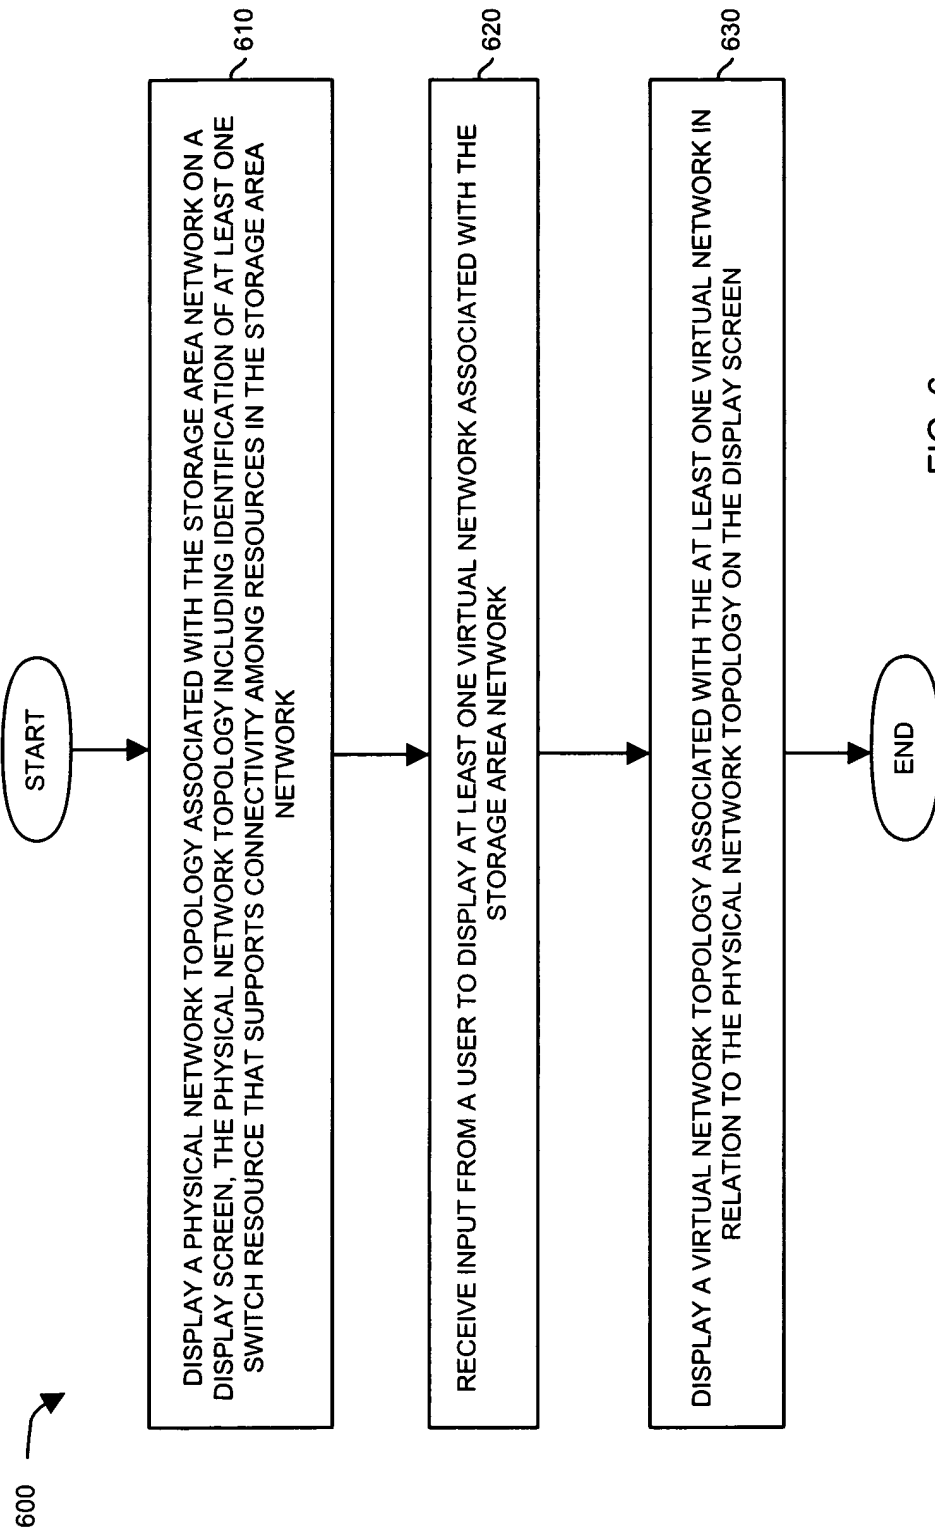 600
START
DISPLAY A PHYSICAL NETWORK TOPOLOGY ASSOCIATED WITH THE STORAGE AREA NETWORK ON A
DISPLAY SCREEN, THE PHYSICAL NETWORK TOPOLOGY INCLUDING IDENTIFICATION OF AT LEAST ONE
SWITCH RESOURCE THAT SUPPORTS CONNECTIVITY AMONG RESOURCES IN THE STORAGE AREA
NETWORK
610
RECEIVE INPUT FROM A USER TO DISPLAY AT LEAST ONE VIRTUAL NETWORK ASSOCIATED WITH THE
STORAGE AREA NETWORK
620
DISPLAY A VIRTUAL NETWORK TOPOLOGY ASSOCIATED WITH THE AT LEAST ONE VIRTUAL NETWORK IN
RELATION TO THE PHYSICAL NETWORK TOPOLOGY ON THE DISPLAY SCREEN
630
END